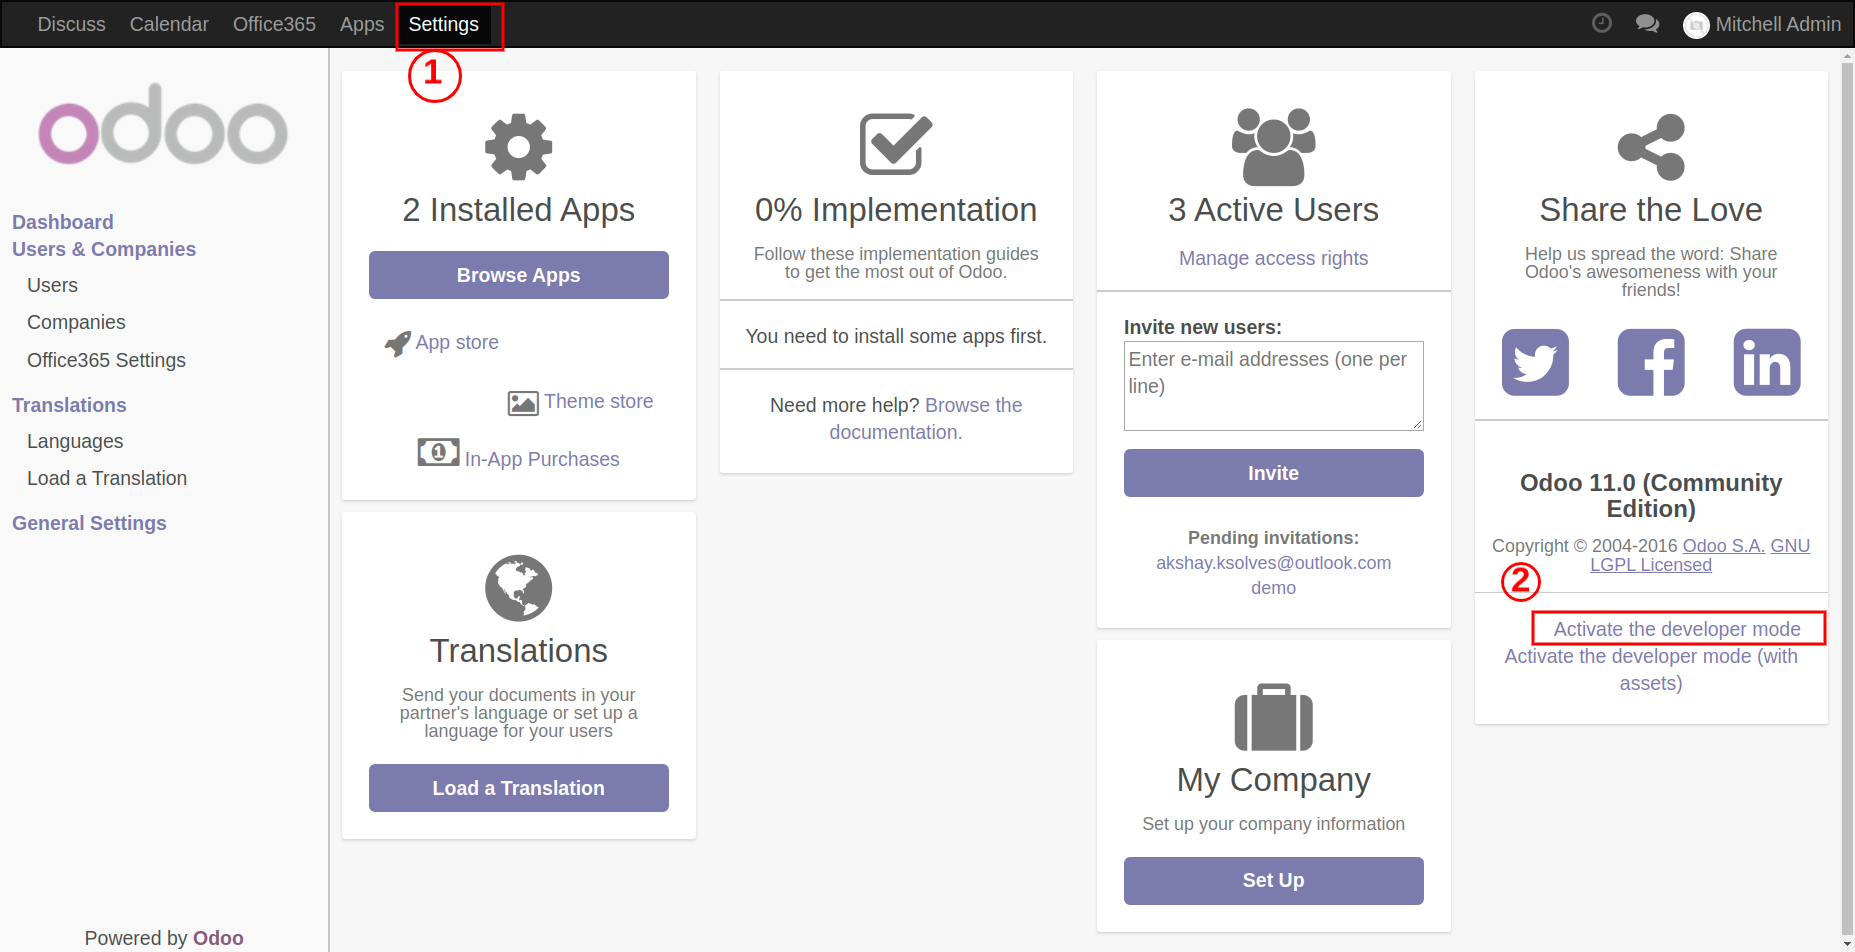 Discuss Calendar Office365 Apps Settings Mitchell Admin
1
odoo
Dashboard
Users & Companies
Users
Companies
Office365 Settings
Translations
Languages
Load a Translation
General Settings
Powered by Odoo
2 Installed Apps
Browse Apps
App store
Theme store
1
In-App Purchases
Translations
Send your documents in your
partner's language or set up a
language for your users
Load a Translation
0% Implementation
Follow these implementation guides
to get the most out of Odoo.
You need to install some apps first.
Need more help? Browse the
documentation.
3 Active Users
Manage access rights
Invite new users:
Enter e-mail addresses (one per
line)
Invite
Pending invitations:
akshay.ksolves@outlook.com
demo
My Company
Set up your company information
Set Up
Share the Love
Help us spread the word: Share
Odoo's awesomeness with your
friends!
f
in
Odoo 11.0 (Community
Edition)
Copyright © 2004-2016 Odoo S.A. GNU
LGPL Licensed
2
Activate the developer mode
Activate the developer mode (with
assets)